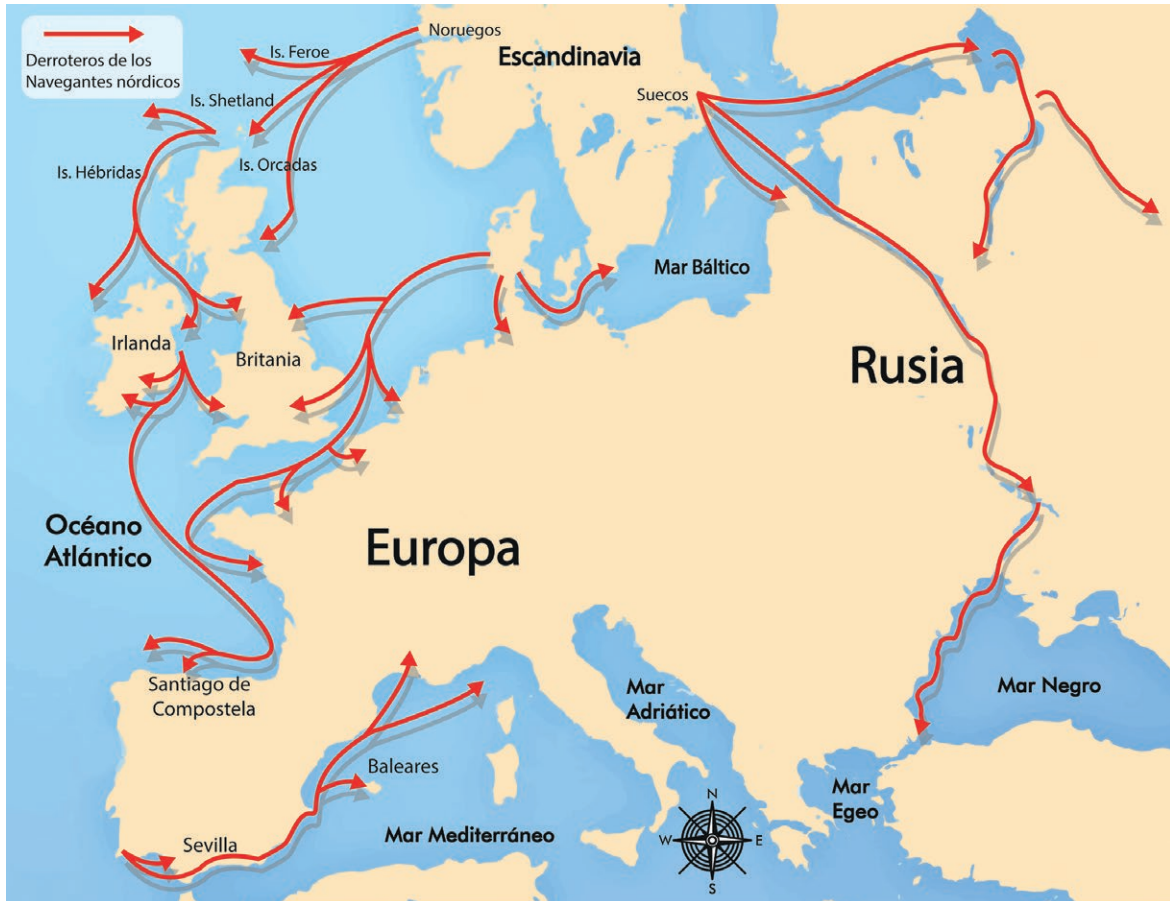 Derroteros de los
Navegantes nórdicos
Noruegos
Is. Feroe
Escandinavia
Suecos
Is. Shetland
Is. Orcadas
Is. Hébridas
Mar Báltico
Irlanda
Britania
Rusia
Océano
Atlántico
Europa
Santiago de
Compostela
Mar
Adriático
Mar Negro
Baleares
Mar
Egeo
Sevilla
Mar Mediterráneo
N
W
E
S